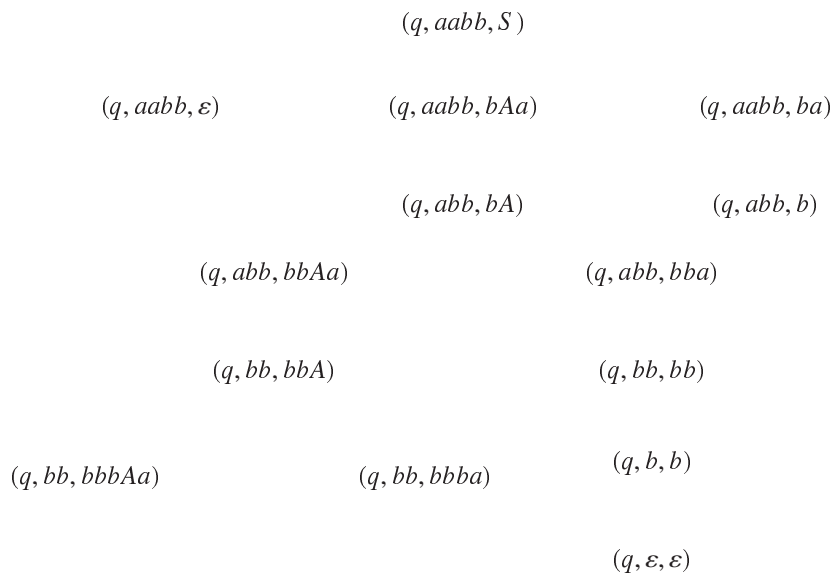 (q, aabb, S)
(q, aabb, ε) (q, aabb, bAa) (q, aabb, ba)
(q, abb, bA) (q, abb, b)
(q, abb, bbAa) (q, abb, bba)
(q, bb, bbA) (q, bb, bb)
(q, b, b)
(q, bb, bbbAa) (q, bb, bbba)
(q, ε, ε)